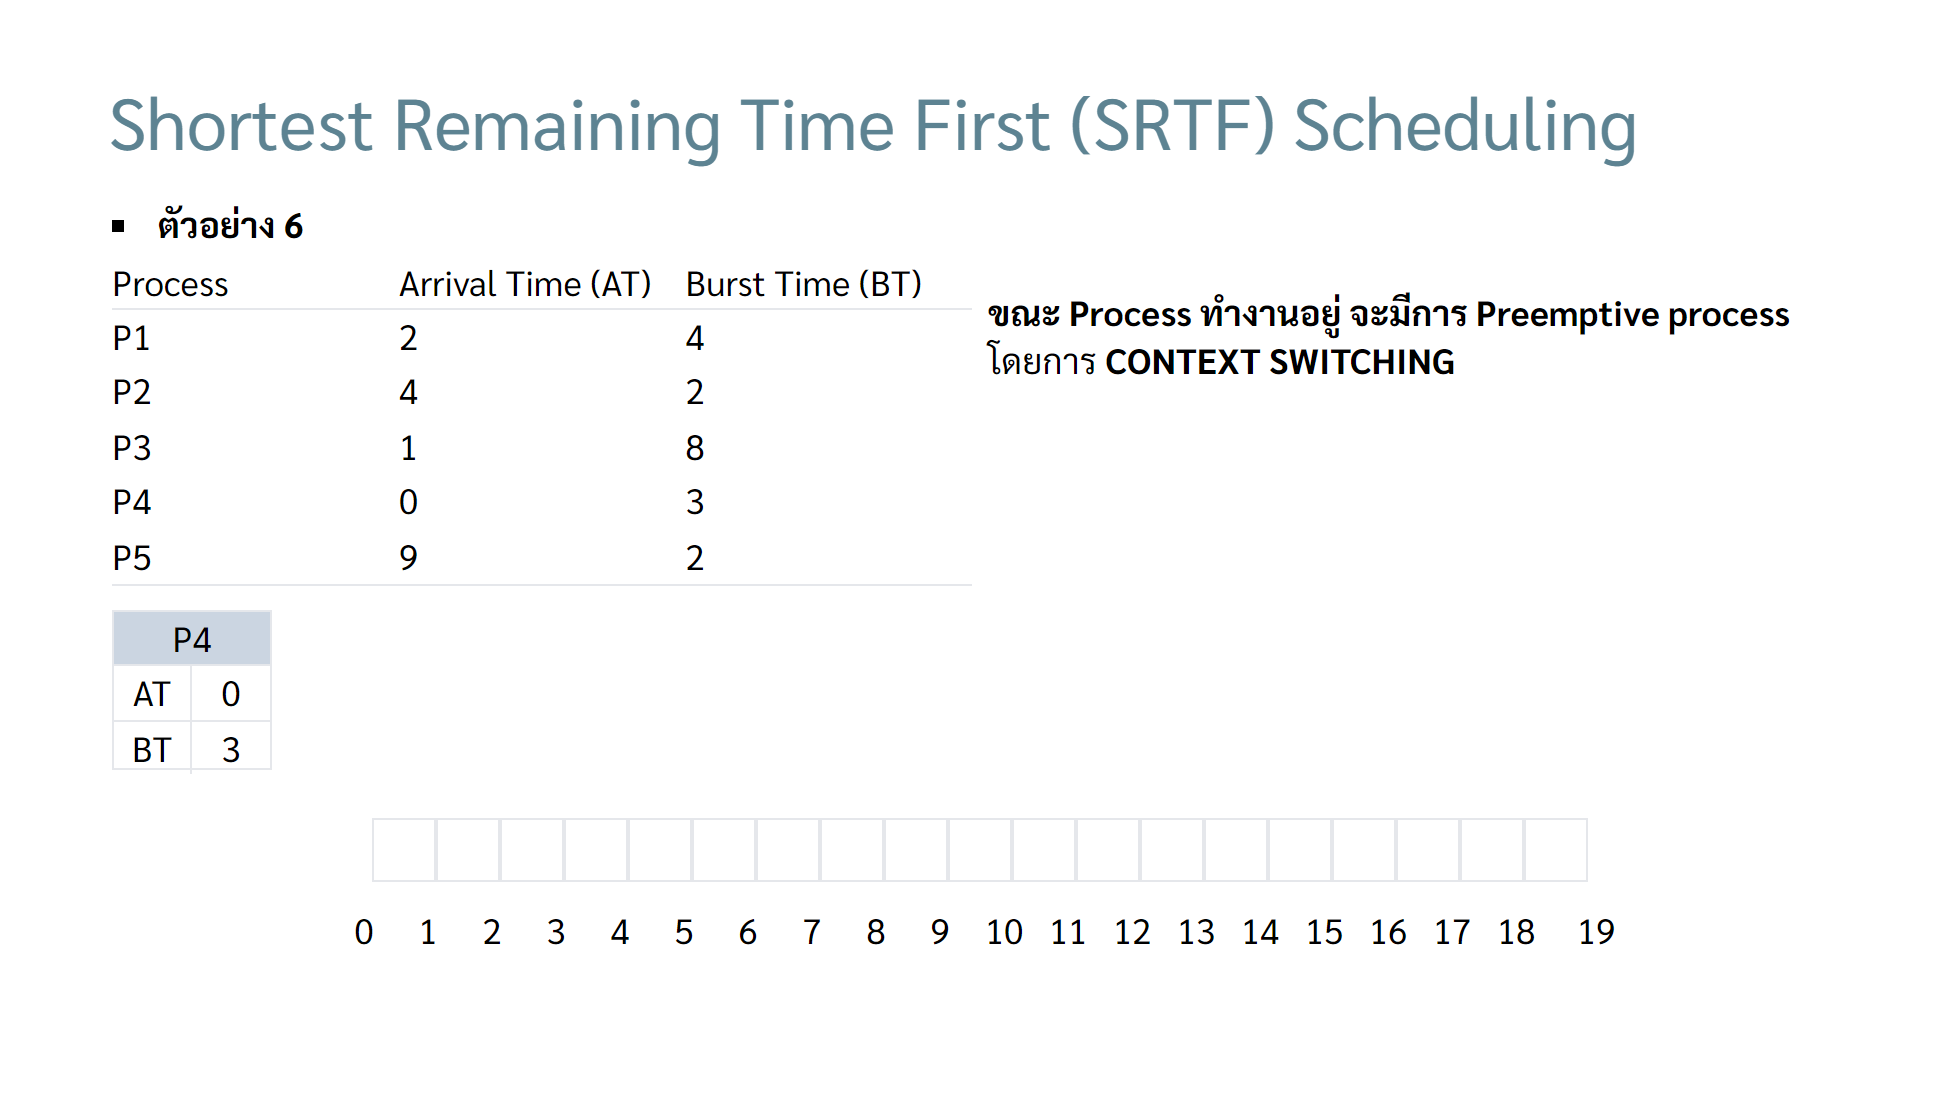 Shortest Remaining Time First (SRTF) Scheduling
▪ ตัวอย่าง 6
Process Arrival Time (AT) Burst Time (BT)
P1 2 4
P2 4 2
P3 1 8
P4 0 3
P5 9 2
ขณะ Process ทำงานอยู่ จะมีการ Preemptive process
โดยการ CONTEXT SWITCHING
P4
AT 0
BT 3
0 1 2 3 4 5 6 7 8 9 10 11 12 13 14 15 16 17 18 19